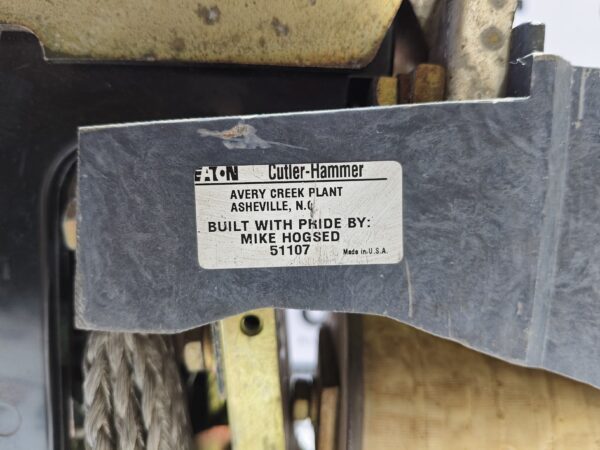 EATON Cutler-Hammer
AVERY CREEK PLANT
ASHEVILLE, N.C
BUILT WITH PRIDE BY:
MIKE HOGSED
51107 Made in U.S.A.